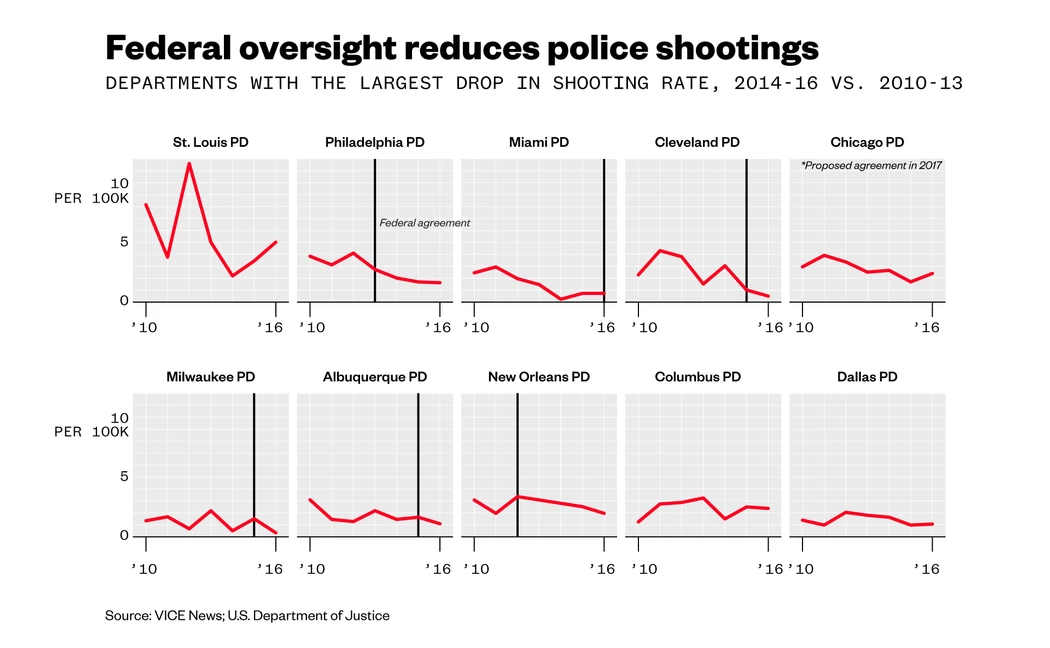 Federal oversight reduces police shootings
DEPARTMENTS WITH THE LARGEST DROP IN SHOOTING RATE, 2014-16 VS. 2010-13
St. Louis PD
Philadelphia PD
Miami PD
Cleveland PD
Chicago PD
*Proposed agreement in 2017
10
PER 100K
Federal agreement
5
0
’10 ’16
’10 ’16
’10 ’16
’10 ’16
’10 ’16
Milwaukee PD
Albuquerque PD
New Orleans PD
Columbus PD
Dallas PD
10
PER 100K
5
0
’10 ’16
’10 ’16
’10 ’16
’10 ’16
’10 ’16
Source: VICE News; U.S. Department of Justice